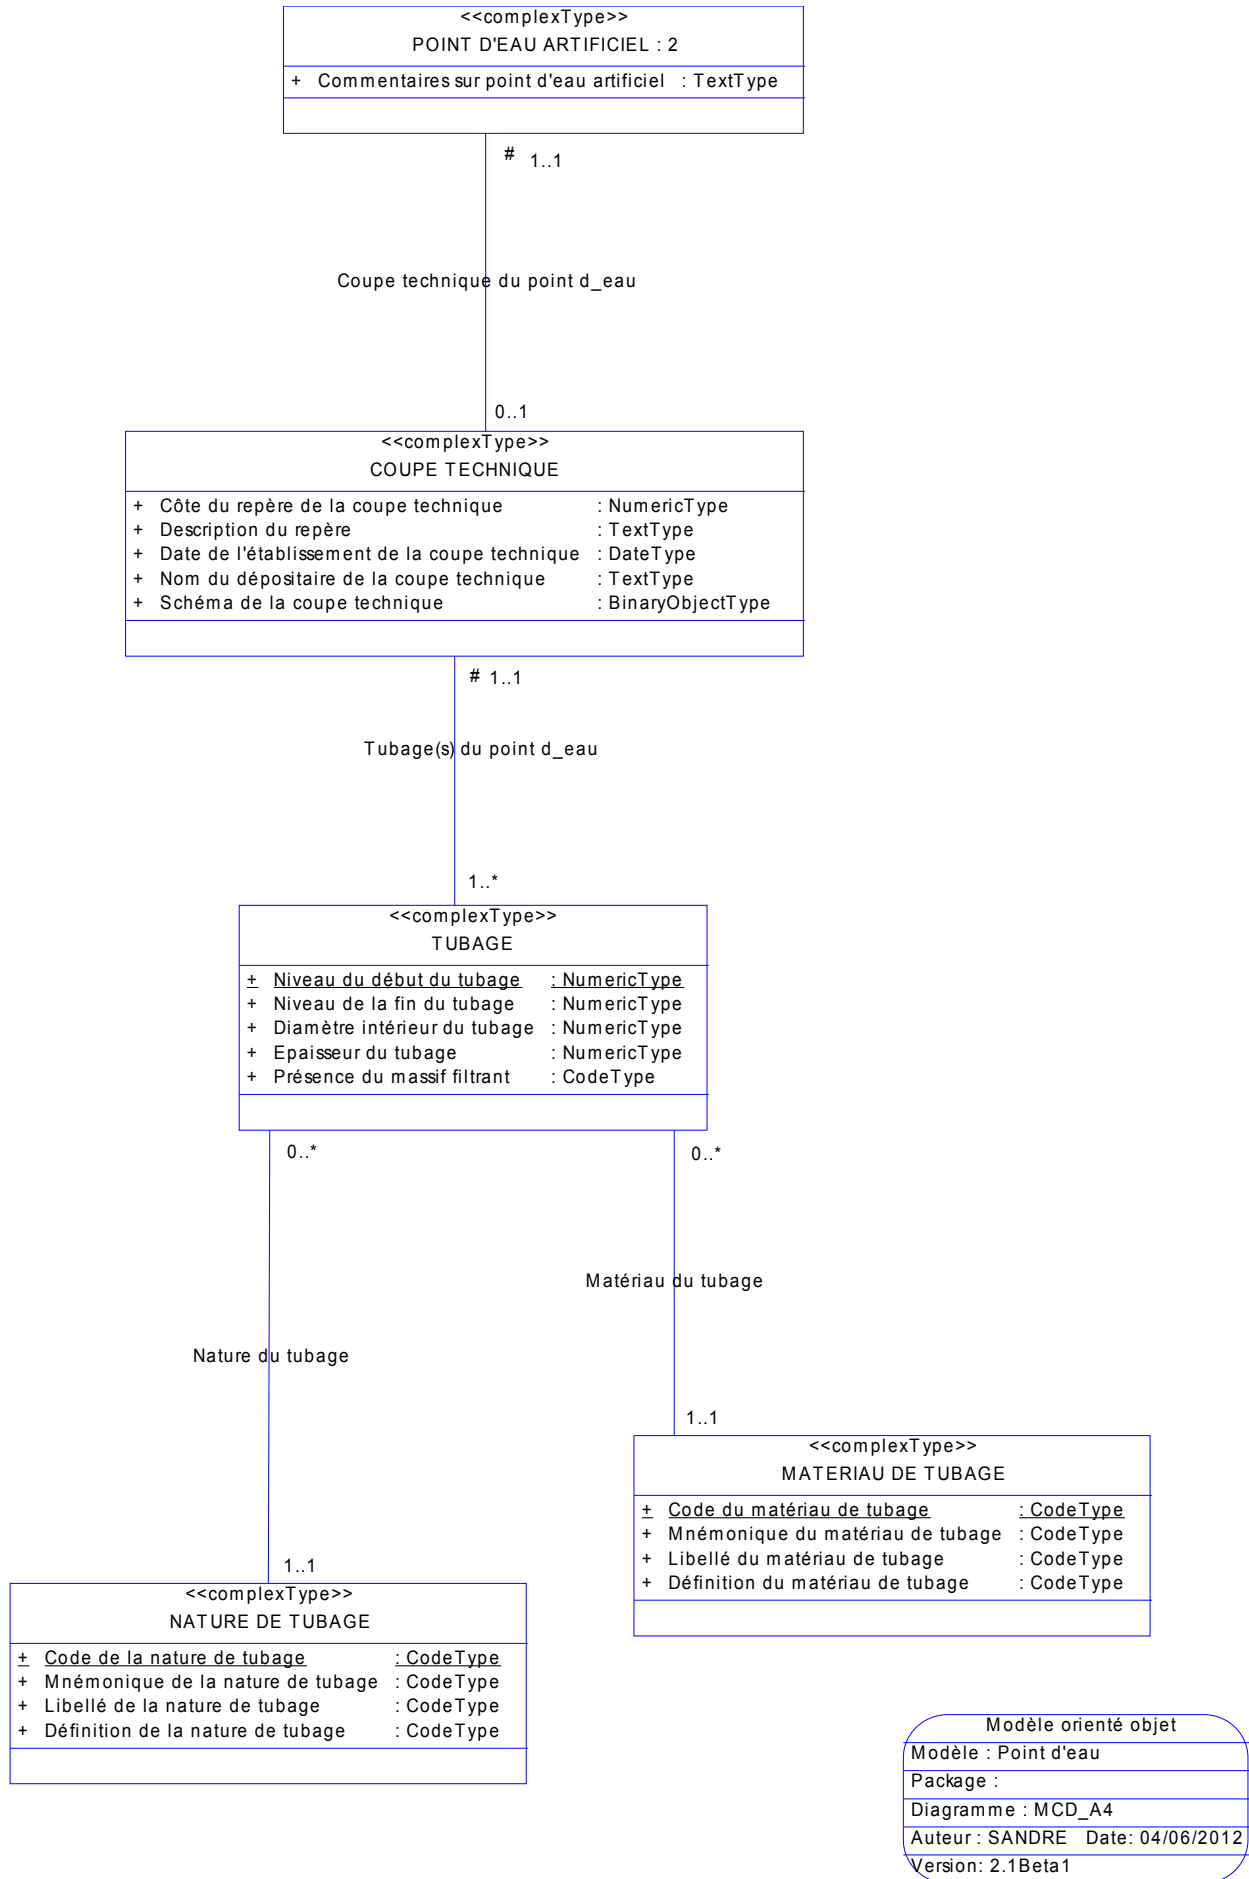 <<complexType>>
POINT D'EAU ARTIFICIEL : 2
+ Commentaires sur point d'eau artificiel : TextType
# 1..1
Coupe technique du point d_eau
0..1
<<complexType>>
COUPE TECHNIQUE
+ Côte du repère de la coupe technique : NumericType
+ Description du repère : TextType
+ Date de l'établissement de la coupe technique : DateType
+ Nom du dépositaire de la coupe technique : TextType
+ Schéma de la coupe technique : BinaryObjectType
# 1..1
Tubage(s) du point d_eau
1..*
<<complexType>>
TUBAGE
+ Niveau du début du tubage : NumericType
+ Niveau de la fin du tubage : NumericType
+ Diamètre intérieur du tubage : NumericType
+ Epaisseur du tubage : NumericType
+ Présence du massif filtrant : CodeType
0..*
0..*
Matériau du tubage
Nature du tubage
1..1
<<complexType>>
MATERIAU DE TUBAGE
+ Code du matériau de tubage : CodeType
+ Mnémonique du matériau de tubage : CodeType
+ Libellé du matériau de tubage : CodeType
+ Définition du matériau de tubage : CodeType
1..1
<<complexType>>
NATURE DE TUBAGE
+ Code de la nature de tubage : CodeType
+ Mnémonique de la nature de tubage : CodeType
+ Libellé de la nature de tubage : CodeType
+ Définition de la nature de tubage : CodeType
Modèle orienté objet
Modèle : Point d'eau
Package :
Diagramme : MCD_A4
Auteur : SANDRE Date: 04/06/2012
Version: 2.1Beta1